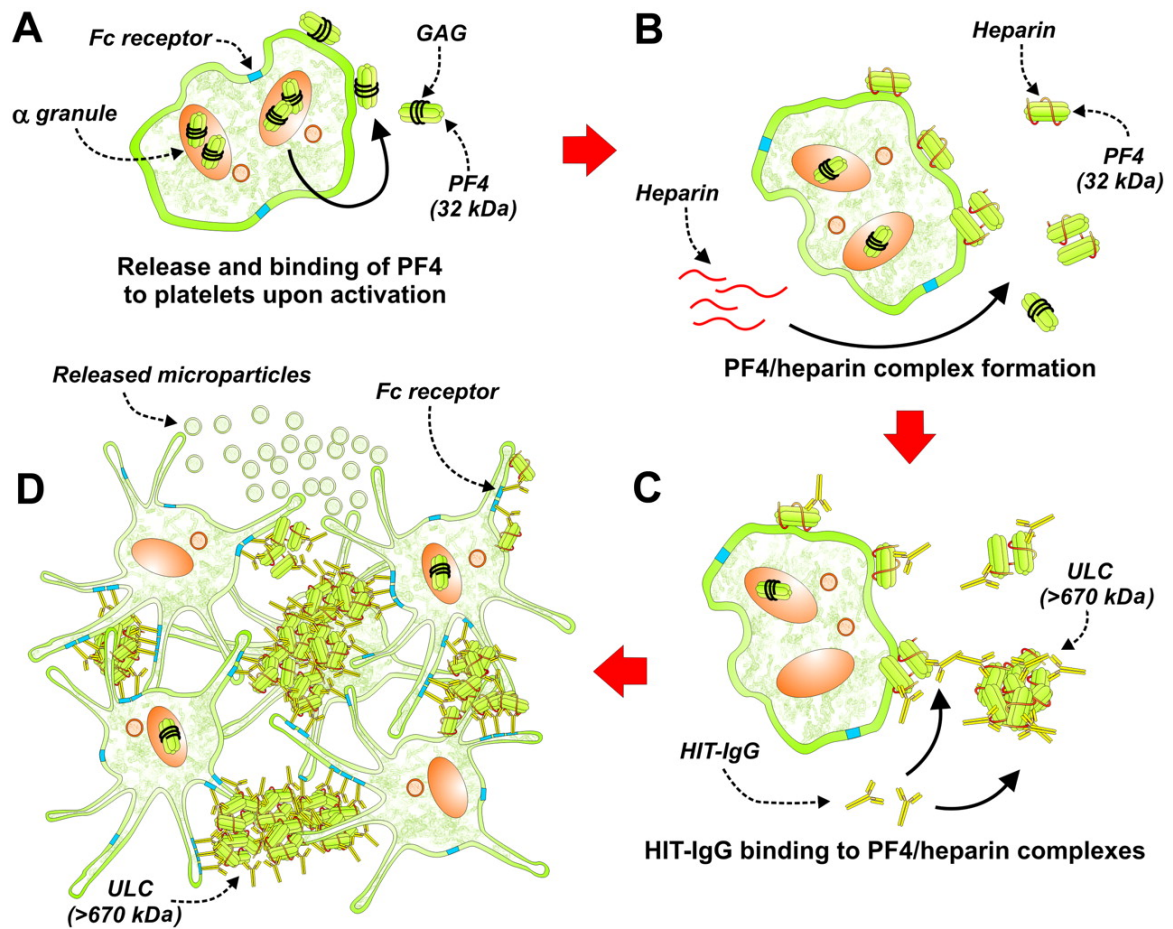 A
Fc receptor
GAG
α granule
PF4
(32 kDa)
Release and binding of PF4
to platelets upon activation
B
Heparin
PF4
(32 kDa)
Heparin
PF4/heparin complex formation
C
ULC
(>670 kDa)
HIT-IgG
HIT-IgG binding to PF4/heparin complexes
D
Released microparticles
Fc receptor
ULC
(>670 kDa)